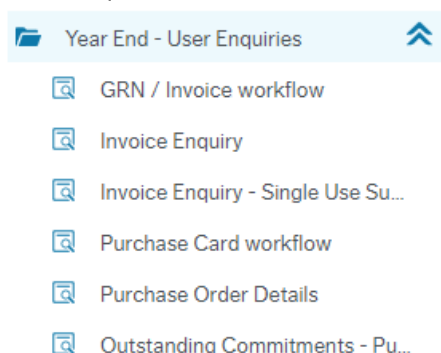 Year End - User Enquiries
GRN / Invoice workflow
Invoice Enquiry
Invoice Enquiry - Single Use Su...
Purchase Card workflow
Purchase Order Details
Outstanding Commitments - Pu...